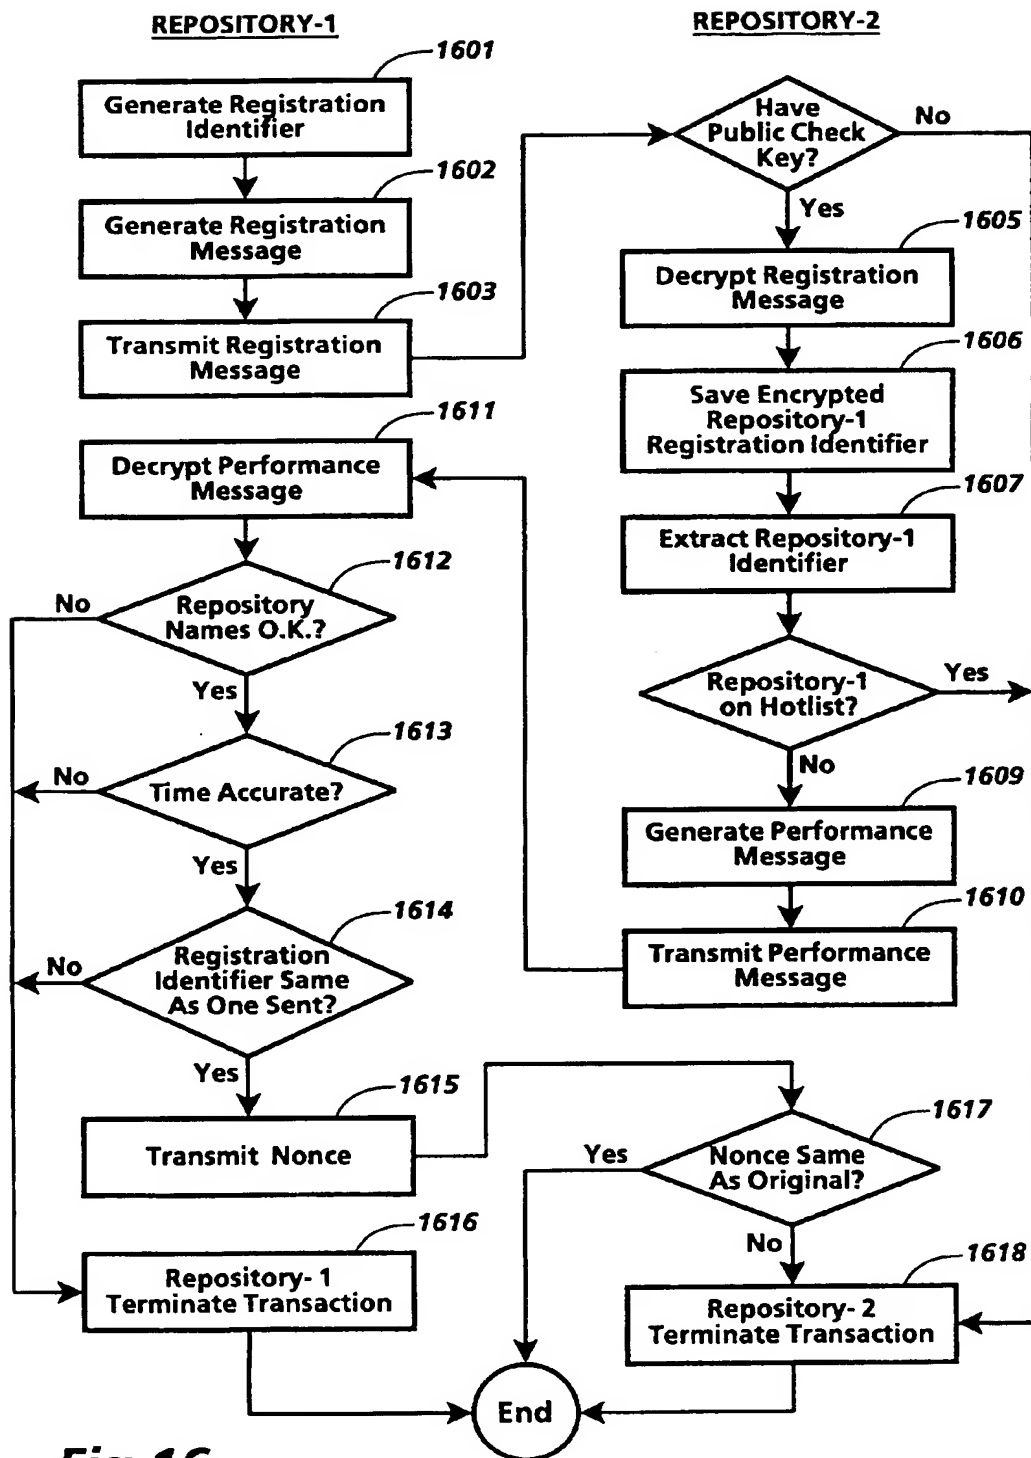 REPOSITORY-1
1601
Generate Registration
Identifier
1602
Generate Registration
Message
1603
Transmit Registration
Message
1611
Decrypt Performance
Message
1612
Repository
Names O.K.?
No
Yes
1613
Time Accurate?
No
Yes
1614
Registration
Identifier Same
As One Sent?
No
Yes
1615
Transmit Nonce
1616
Repository- 1
Terminate Transaction
REPOSITORY-2
Have
Public Check
Key?
No
Yes
1605
Decrypt Registration
Message
1606
Save Encrypted
Repository-1
Registration Identifier
1607
Extract Repository-1
Identifier
Repository-1
on Hotlist?
Yes
No
1609
Generate Performance
Message
1610
Transmit Performance
Message
1617
Nonce Same
As Original?
Yes
No
1618
Repository- 2
Terminate Transaction
End